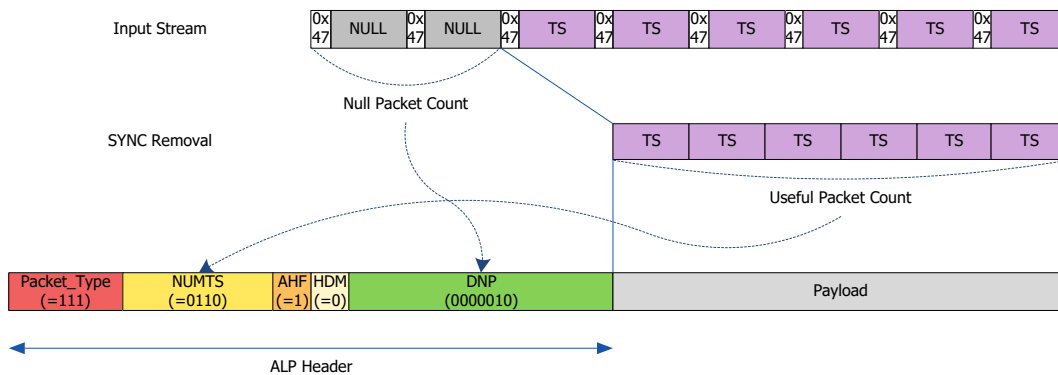 Input Stream
0x
47
NULL
0x
47
NULL
0x
47
TS
0x
47
TS
0x
47
TS
0x
47
TS
0x
47
TS
0x
47
TS
Null Packet Count
SYNC Removal
TS TS TS TS TS TS
Useful Packet Count
Packet_Type
(=111)
NUMTS
(=0110)
AHF
(=1)
HDM
(=0)
DNP
(0000010)
Payload
ALP Header